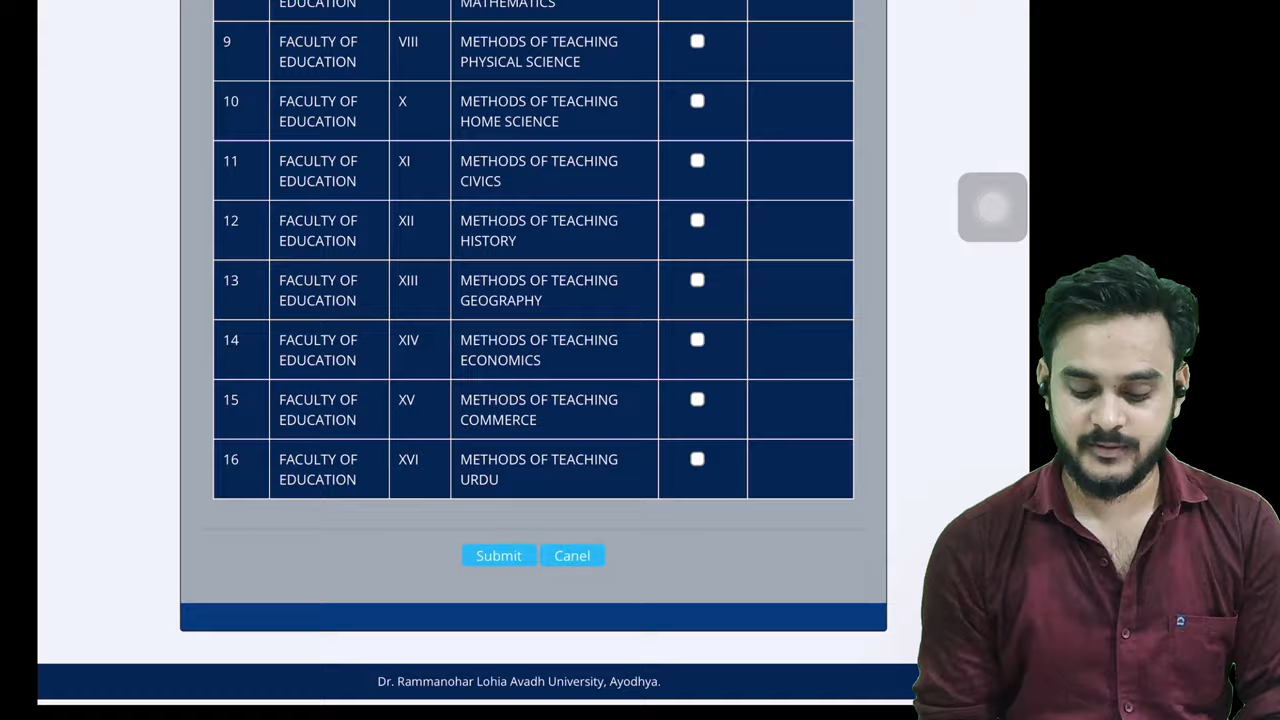 EDUCATION MATHEMATICS
9 FACULTY OF VIII METHODS OF TEACHING
EDUCATION PHYSICAL SCIENCE
10 FACULTY OF X METHODS OF TEACHING
EDUCATION HOME SCIENCE
11 FACULTY OF XI METHODS OF TEACHING
EDUCATION CIVICS
12 FACULTY OF XII METHODS OF TEACHING
EDUCATION HISTORY
13 FACULTY OF XIII METHODS OF TEACHING
EDUCATION GEOGRAPHY
14 FACULTY OF XIV METHODS OF TEACHING
EDUCATION ECONOMICS
15 FACULTY OF XV METHODS OF TEACHING
EDUCATION COMMERCE
16 FACULTY OF XVI METHODS OF TEACHING
EDUCATION URDU
Submit Canel
Dr. Rammanohar Lohia Avadh University, Ayodhya.